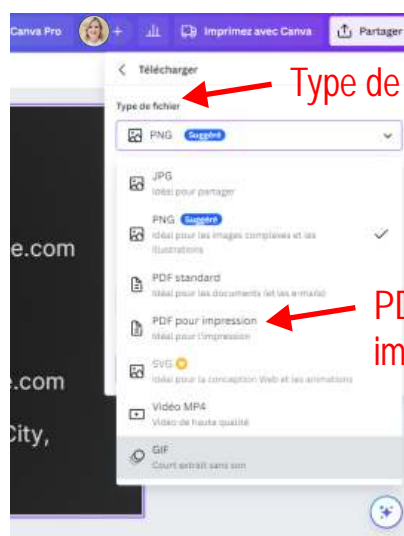 Canva Pro
+
Imprimez avec Canva
Partager
Télécharger
Type de
Type de fichier
PNG Suggéré
JPG
Idéal pour partager
PNG Suggéré
Idéal pour les images complexes et les
illustrations
e.com
PDF standard
Idéal pour les documents (et les e-mails)
PDF pour impression
Idéal pour l'impression
PD
im
SVG
Idéal pour la conception Web et les animations
.com
Vidéo MP4
Vidéo de haute qualité
City,
GIF
Court extrait sans son